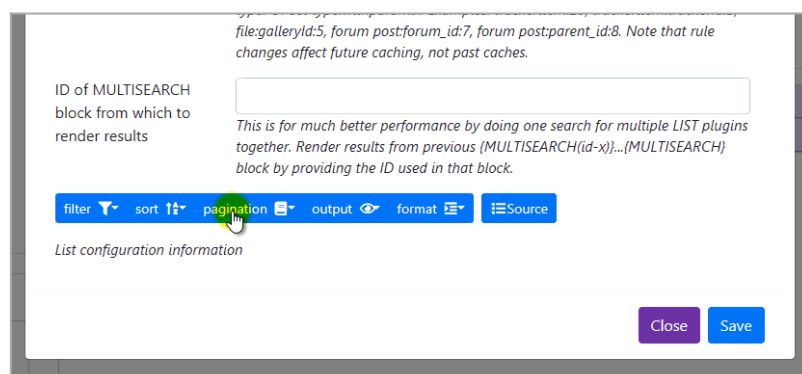 file:galleryId:5, forum post:forum_id:7, forum post:parent_id:8. Note that rule
changes affect future caching, not past caches.
ID of MULTISEARCH
block from which to
render results
This is for much better performance by doing one search for multiple LIST plugins
together. Render results from previous {MULTISEARCH(id-x)}...{MULTISEARCH}
block by providing the ID used in that block.
filter sort pagination output format Source
List configuration information
Close Save